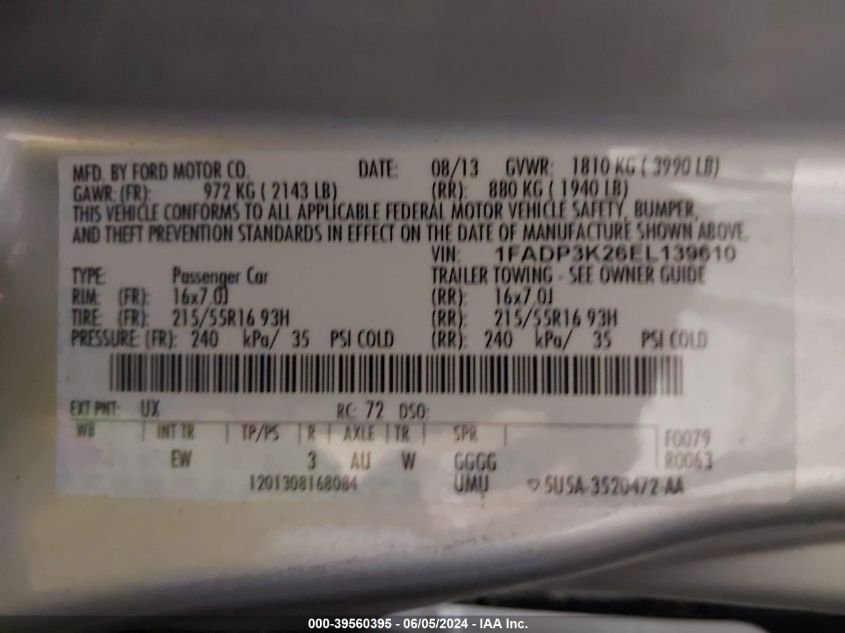 MFD. BY FORD MOTOR CO. DATE: 08/13 GVWR: 1810 KG ( 3990 LB)
GAWR: (FR): 972 KG ( 2143 LB) (RR): 880 KG ( 1940 LB)
THIS VEHICLE CONFORMS TO ALL APPLICABLE FEDERAL MOTOR VEHICLE SAFETY, BUMPER,
AND THEFT PREVENTION STANDARDS IN EFFECT ON THE DATE OF MANUFACTURE SHOWN ABOVE.
VIN: 1FADP3K26EL139610
TYPE: Passenger Car TRAILER TOWING - SEE OWNER GUIDE
RIM: (FR): 16x7.0J (RR): 16x7.0J
TIRE: (FR): 215/55R16 93H (RR): 215/55R16 93H
PRESSURE: (FR): 240 kPa/ 35 PSI COLD (RR): 240 kPa/ 35 PSI COLD
EXT PNT: UX RC: 72 DSO:
WB INT TR TP/PS R AXLE TR SPR F0079
EW 3 AU W GGGG R0063
1201308168084 UMU 5U5A-3520472-AA
000-39560395 - 06/05/2024 - IAA Inc.